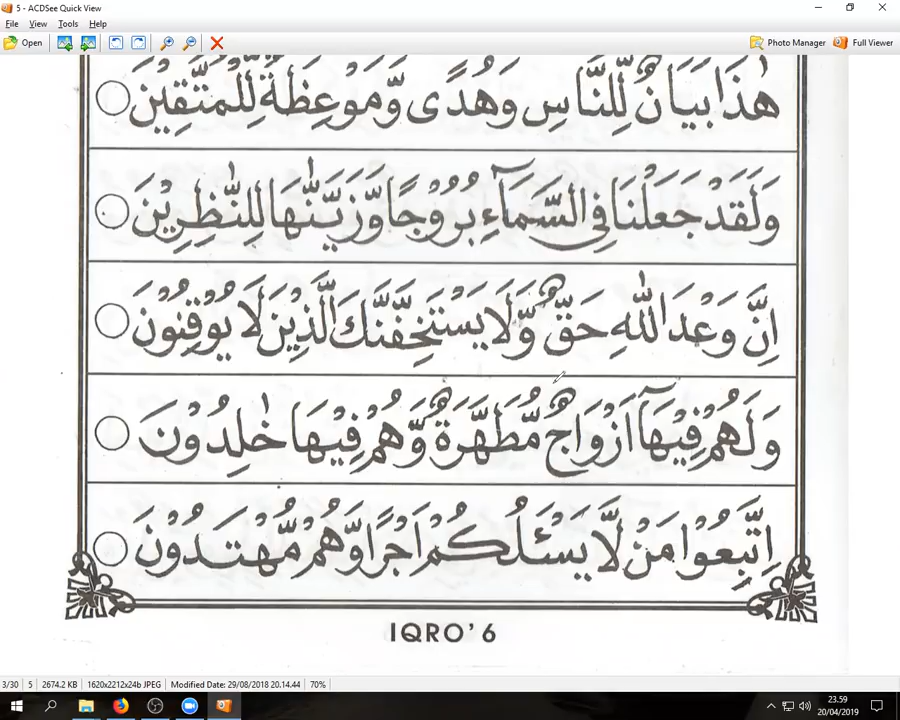 5 - ACDSee Quick View
File View Tools Help
Open Photo Manager Full Viewer
هٰذَا بَيَانٌ لِّلنَّاسِ وَهُدًى وَّمَوْعِظَةٌ لِّلْمُتَّقِيْنَ
وَلَقَدْ جَعَلْنَا فِى السَّمَآءِ بُرُوْجًا وَّزَيَّنّٰهَا لِلنّٰظِرِيْنَ
اِنَّ وَعْدَ اللّٰهِ حَقٌّ وَّلَا يَسْتَخِفَّنَّكَ الَّذِيْنَ لَا يُوْقِنُوْنَ
وَلَهُمْ فِيْهَآ اَزْوَاجٌ مُّطَهَّرَةٌ وَّهُمْ فِيْهَا خٰلِدُوْنَ
اِتَّبِعُوْا مَنْ لَّا يَسْـَٔلُكُمْ اَجْرًا وَّهُمْ مُّهْتَدُوْنَ
IQRO' 6
3/30 5 2674.2 KB 1620x2212x24b JPEG Modified Date: 29/08/2018 20.14.44 70%
23.59
20/04/2019